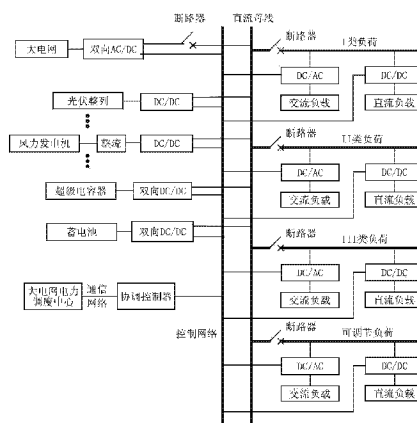 断路器
直流母线
断路器
I类负荷
大电网
双向AC/DC
DC/AC
DC/DC
交流负载
直流负载
光伏整列
DC/DC
风力发电机
整流
DC/DC
断路器
II类负荷
DC/AC
DC/DC
交流负载
直流负载
超级电容器
双向DC/DC
蓄电池
双向DC/DC
断路器
III类负荷
DC/AC
DC/DC
交流负载
直流负载
大电网电力
调度中心
通信
网络
协调控制器
控制网络
断路器
可调节负荷
DC/AC
DC/DC
交流负载
直流负载